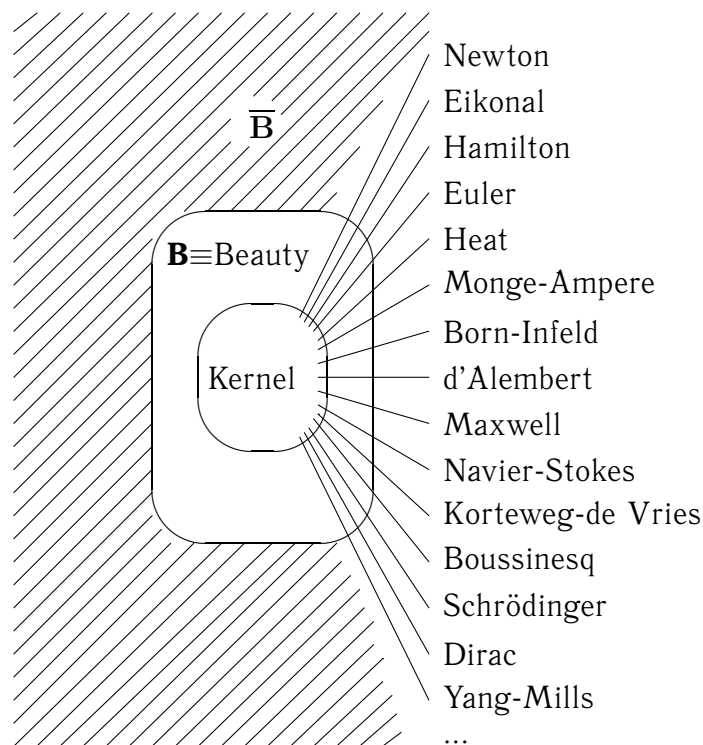 Newton
Eikonal
B̅
Hamilton
Euler
Heat
B≡Beauty
Monge-Ampere
Born-Infeld
Kernel
d'Alembert
Maxwell
Navier-Stokes
Korteweg-de Vries
Boussinesq
Schrödinger
Dirac
Yang-Mills
...